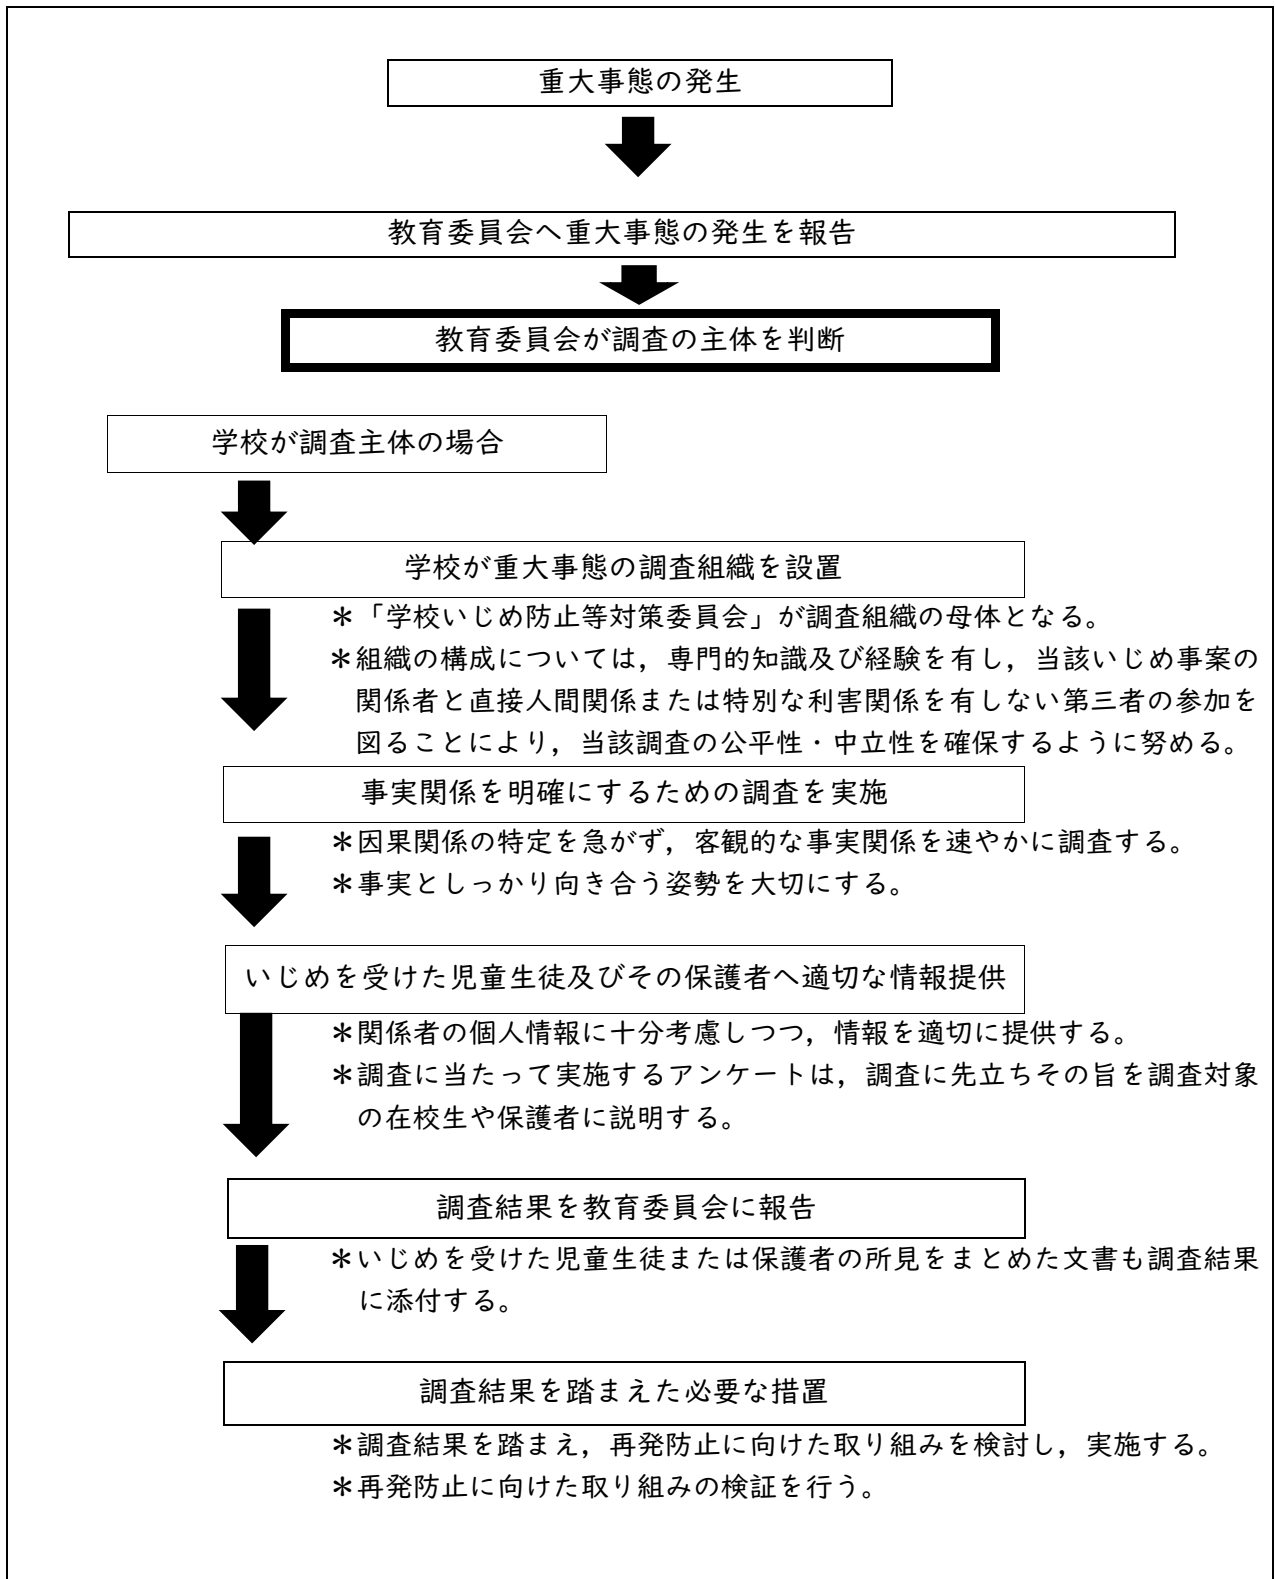 重大事態の発生
教育委員会へ重大事態の発生を報告
教育委員会が調査の主体を判断
学校が調査主体の場合
学校が重大事態の調査組織を設置
＊「学校いじめ防止等対策委員会」が調査組織の母体となる。
＊組織の構成については，専門的知識及び経験を有し，当該いじめ事案の
関係者と直接人間関係または特別な利害関係を有しない第三者の参加を
図ることにより，当該調査の公平性・中立性を確保するように努める。
事実関係を明確にするための調査を実施
＊因果関係の特定を急がず，客観的な事実関係を速やかに調査する。
＊事実としっかり向き合う姿勢を大切にする。
いじめを受けた児童生徒及びその保護者へ適切な情報提供
＊関係者の個人情報に十分考慮しつつ，情報を適切に提供する。
＊調査に当たって実施するアンケートは，調査に先立ちその旨を調査対象
の在校生や保護者に説明する。
調査結果を教育委員会に報告
＊いじめを受けた児童生徒または保護者の所見をまとめた文書も調査結果
に添付する。
調査結果を踏まえた必要な措置
＊調査結果を踏まえ，再発防止に向けた取り組みを検討し，実施する。
＊再発防止に向けた取り組みの検証を行う。